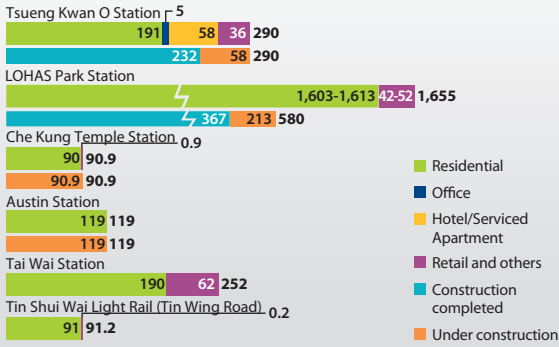 Tsueng Kwan O Station 5
191 58 36 290
232 58 290
LOHAS Park Station
1,603-1,613 42-52 1,655
367 213 580
Che Kung Temple Station 0.9
90 90.9
90.9 90.9
Austin Station
119 119
119 119
Tai Wai Station
190 62 252
Tin Shui Wai Light Rail (Tin Wing Road) 0.2
91 91.2
Residential
Office
Hotel/Serviced
Apartment
Retail and others
Construction
completed
Under construction